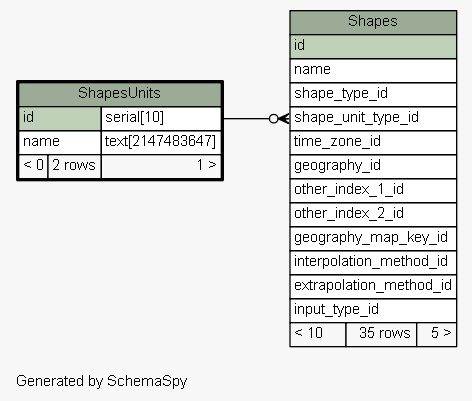 ShapesUnits
id serial[10]
name text[2147483647]
< 0 2 rows 1 >
Shapes
id
name
shape_type_id
shape_unit_type_id
time_zone_id
geography_id
other_index_1_id
other_index_2_id
geography_map_key_id
interpolation_method_id
extrapolation_method_id
input_type_id
< 10 35 rows 5 >
Generated by SchemaSpy